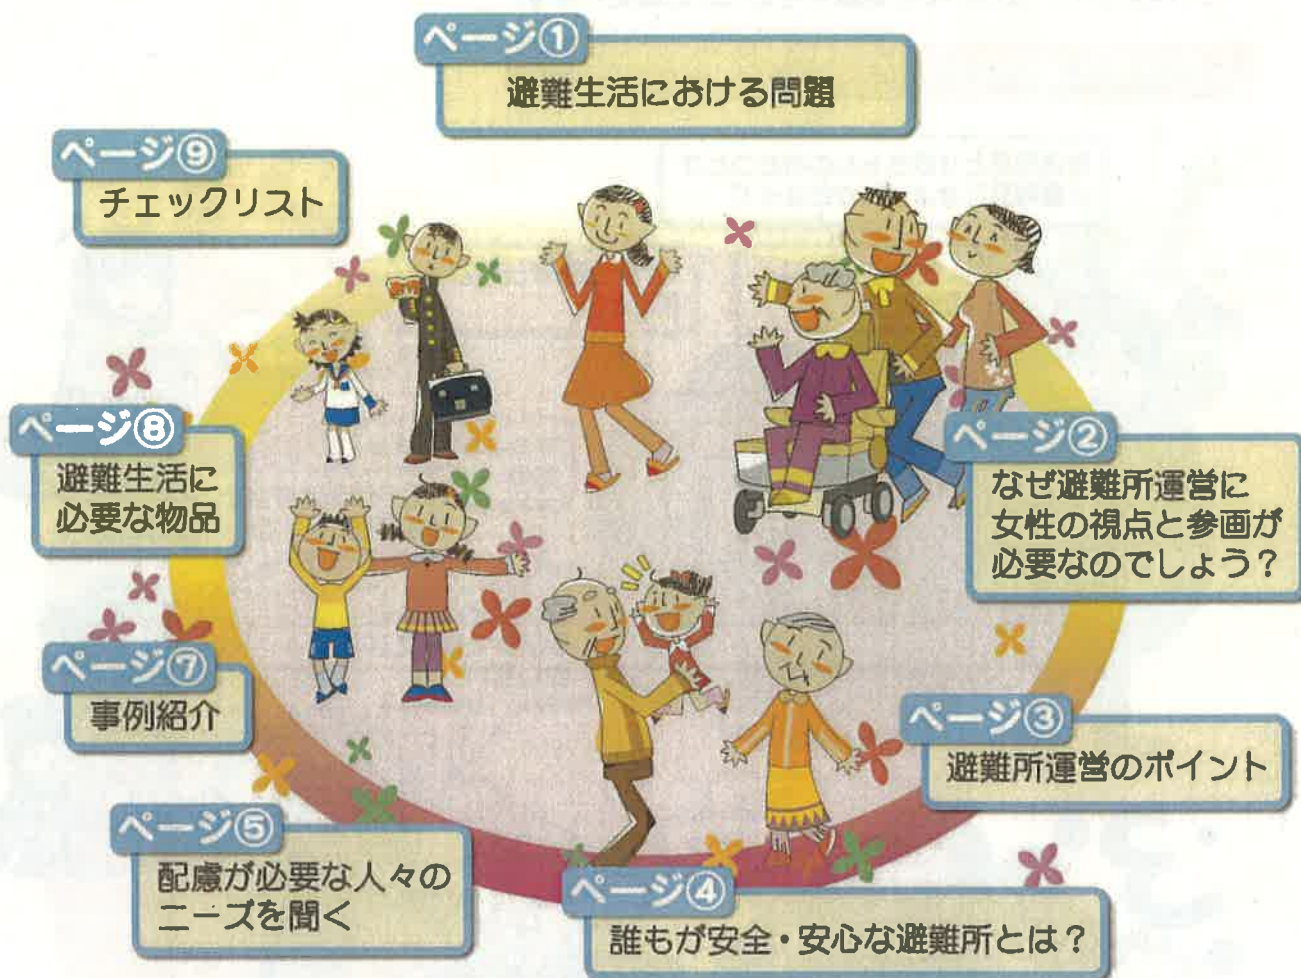 ページ①
避難生活における問題
ページ②
なぜ避難所運営に
女性の視点と参画が
必要なのでしょう？
ページ③
避難所運営のポイント
ページ④
誰もが安全・安心な避難所とは？
ページ⑤
配慮が必要な人々の
ニーズを聞く
ページ⑦
事例紹介
ページ⑧
避難生活に
必要な物品
ページ⑨
チェックリスト